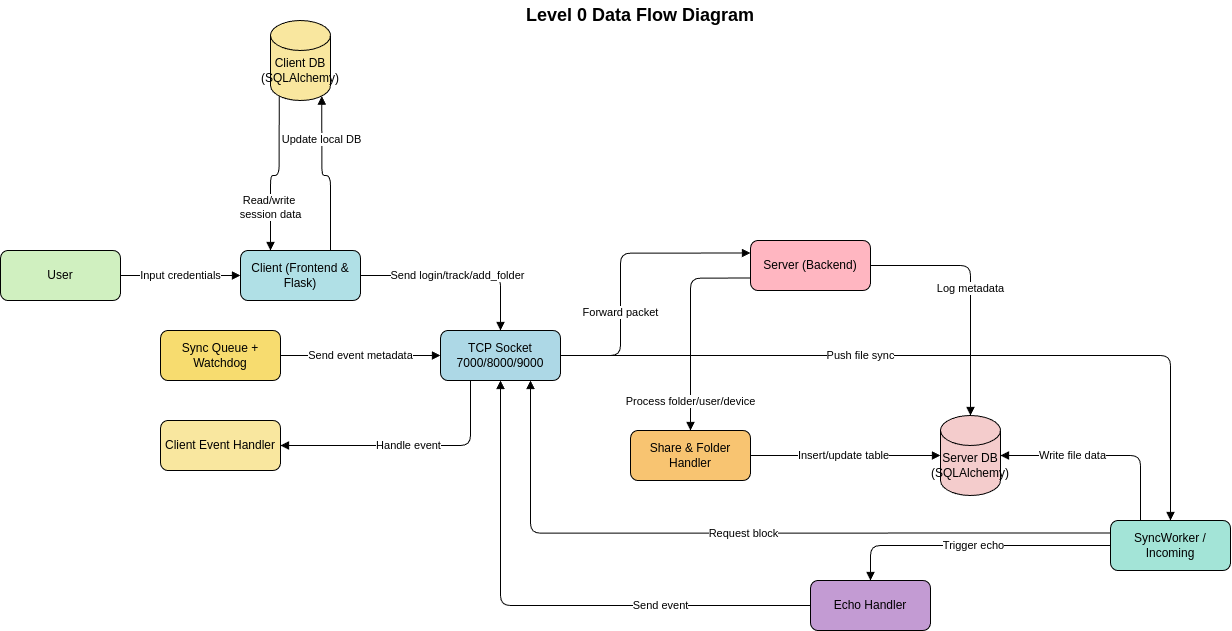 Level 0 Data Flow Diagram
Client DB
(SQLAlchemy)
Update local DB
Read/write
session data
User
Input credentials
Client (Frontend &
Flask)
Send login/track/add_folder
Server (Backend)
Log metadata
Forward packet
Sync Queue +
Watchdog
Send event metadata
TCP Socket
7000/8000/9000
Push file sync
Process folder/user/device
Client Event Handler
Handle event
Share & Folder
Handler
Insert/update table
Server DB
(SQLAlchemy)
Write file data
Request block
SyncWorker /
Incoming
Trigger echo
Send event
Echo Handler